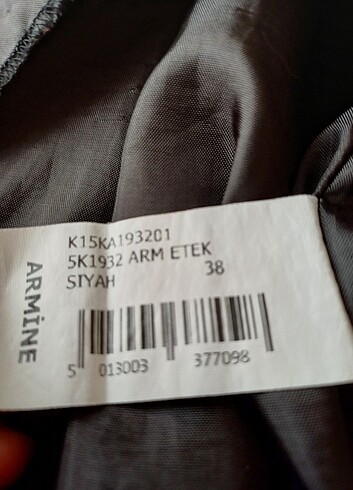 K15KA193201
5K1932 ARM ETEK
SIYAH 38
ARMİNE
5 013003 377098